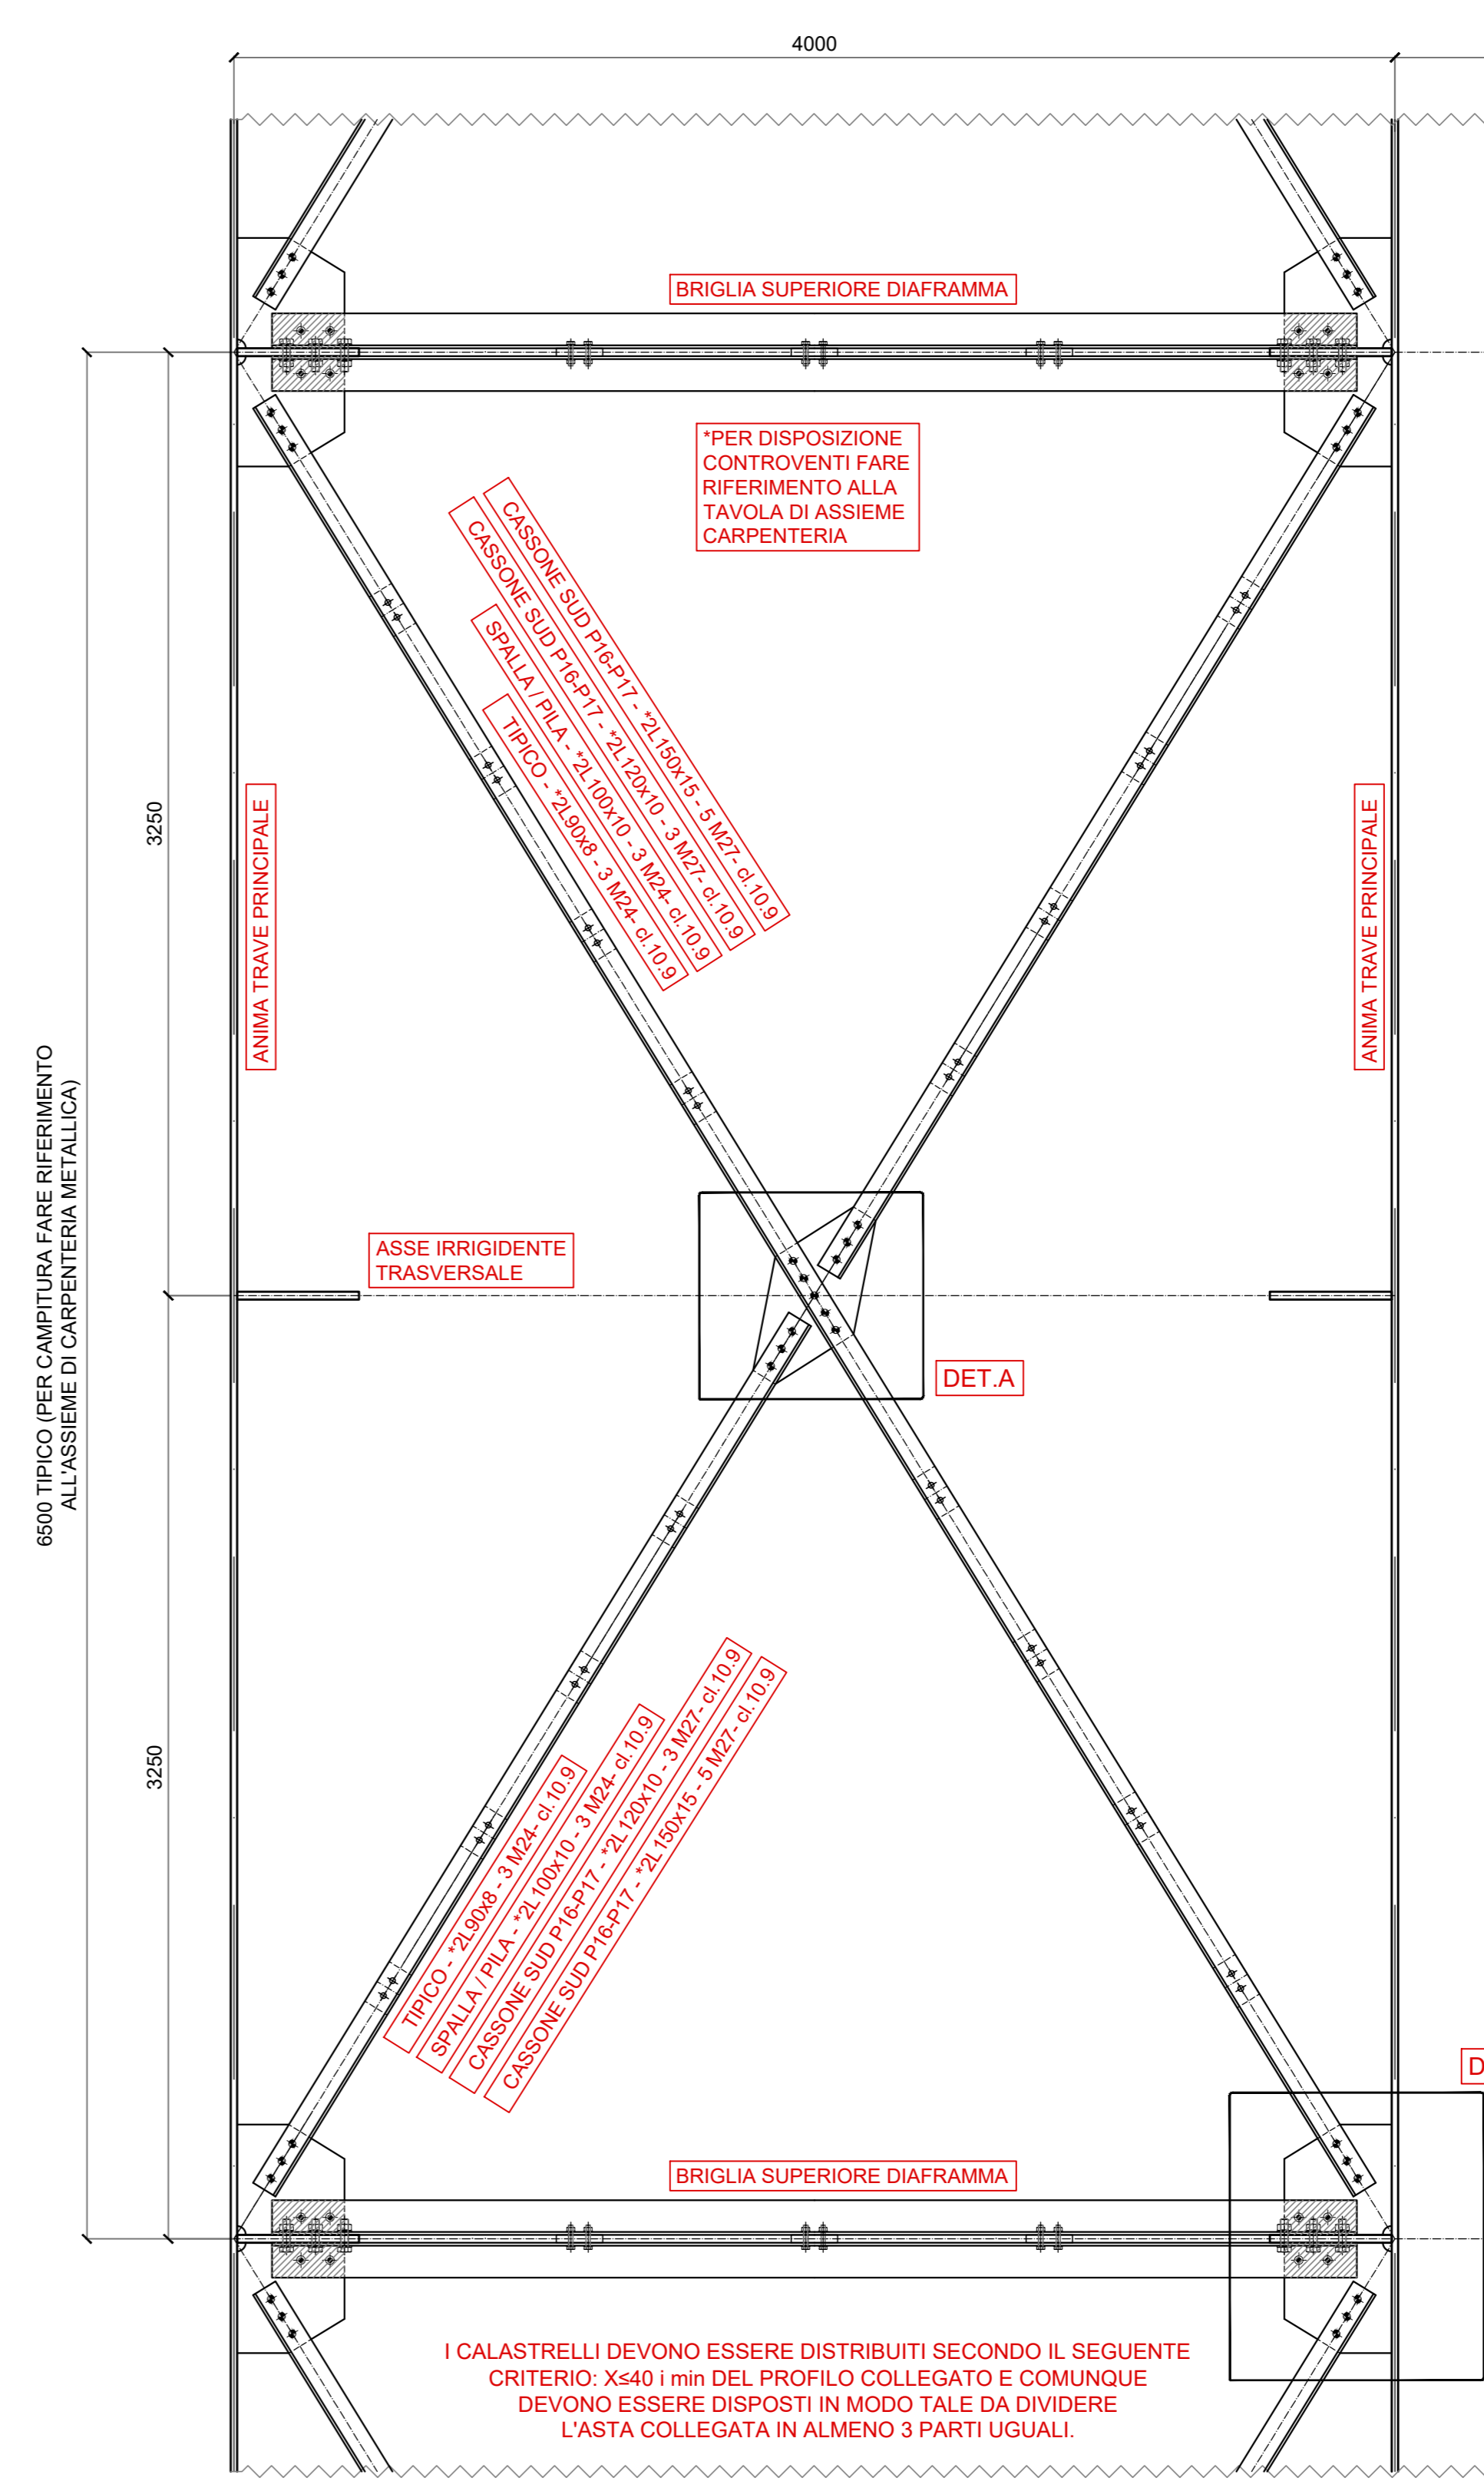 4000
BRIGLIA SUPERIORE DIAFRAMMA
*PER DISPOSIZIONE
CONTROVENTI FARE
RIFERIMENTO ALLA
TAVOLA DI ASSIEME
CARPENTERIA
CASSONE SUD P16-P17 - *2L150x15 - 5 M27- cl.10.9
CASSONE SUD P16-P17 - *2L120x10 - 3 M27- cl.10.9
SPALLA / PILA - *2L100x10 - 3 M24- cl.10.9
TIPICO - *2L90x8 - 3 M24- cl.10.9
3250
ANIMA TRAVE PRINCIPALE
ANIMA TRAVE PRINCIPALE
6500 TIPICO (PER CAMPITURA FARE RIFERIMENTO
ALL'ASSIEME DI CARPENTERIA METALLICA)
ASSE IRRIGIDENTE
TRASVERSALE
DET.A
3250
TIPICO - *2L90x8 - 3 M24- cl.10.9
SPALLA / PILA - *2L100x10 - 3 M24- cl.10.9
CASSONE SUD P16-P17 - *2L120x10 - 3 M27- cl.10.9
CASSONE SUD P16-P17 - *2L150x15 - 5 M27- cl.10.9
D
BRIGLIA SUPERIORE DIAFRAMMA
I CALASTRELLI DEVONO ESSERE DISTRIBUITI SECONDO IL SEGUENTE
CRITERIO: X≤40 i min DEL PROFILO COLLEGATO E COMUNQUE
DEVONO ESSERE DISPOSTI IN MODO TALE DA DIVIDERE
L'ASTA COLLEGATA IN ALMENO 3 PARTI UGUALI.